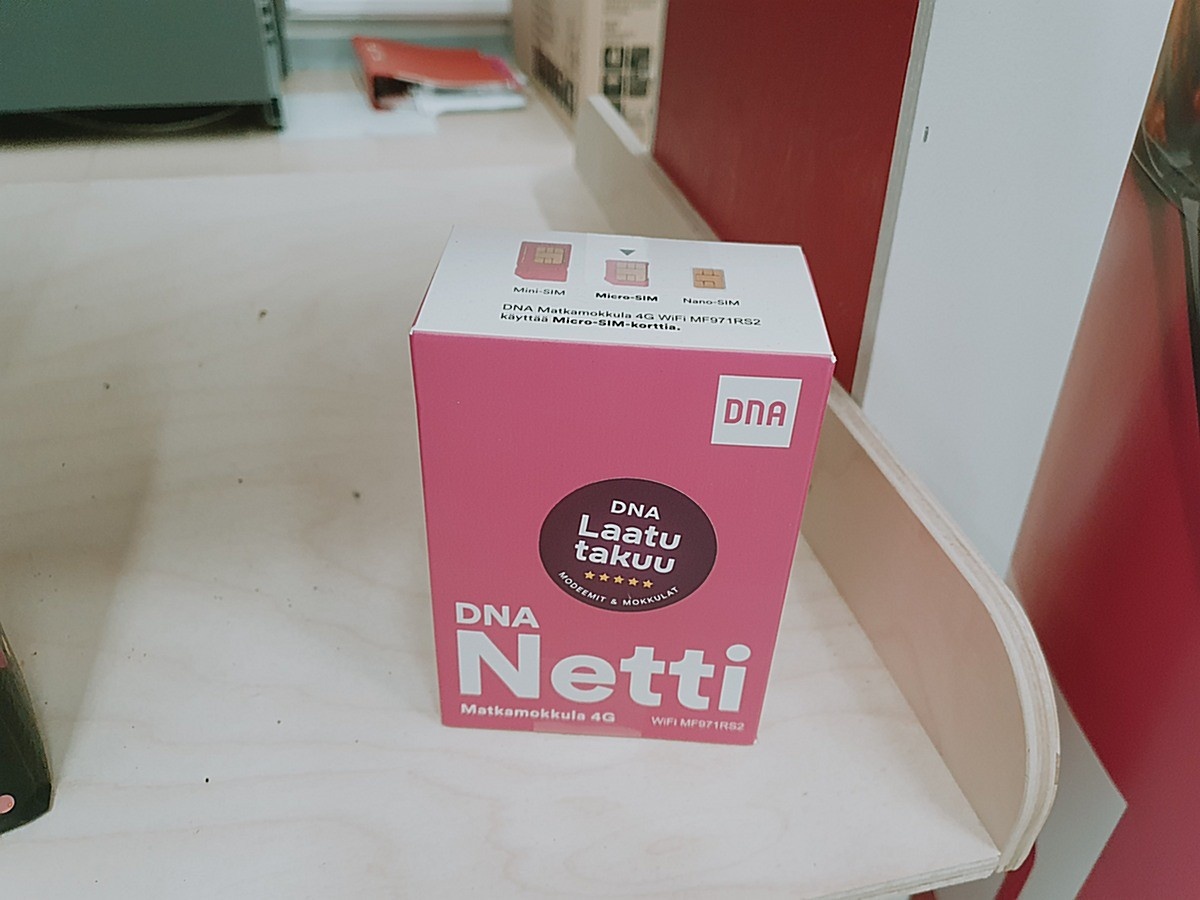 Mini-SIM
Micro-SIM
Nano-SIM
DNA Matkamokkula 4G WiFi MF971RS2
käyttää Micro-SIM-korttia.
DNA
DNA
Laatu
takuu
MODEEMIT & MOKKULAT
DNA
Netti
Matkamokkula 4G
WiFi MF971RS2